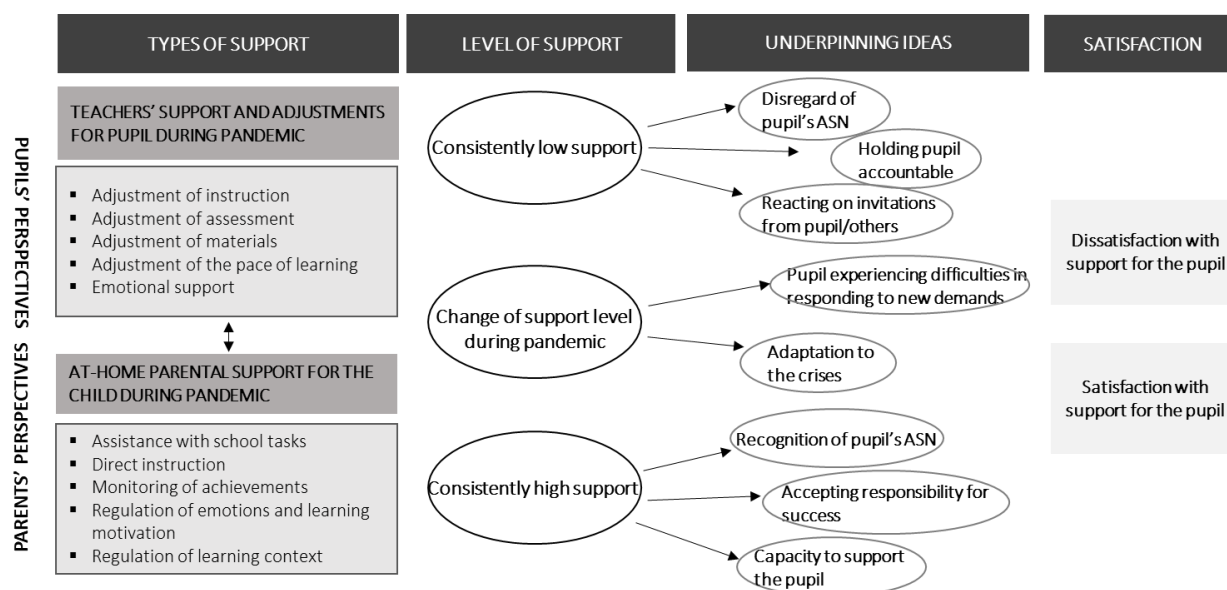 TYPES OF SUPPORT
LEVEL OF SUPPORT
UNDERPINNING IDEAS
SATISFACTION
PUPILS' PERSPECTIVES
PARENTS' PERSPECTIVES
TEACHERS' SUPPORT AND ADJUSTMENTS
FOR PUPIL DURING PANDEMIC
▪ Adjustment of instruction
▪ Adjustment of assessment
▪ Adjustment of materials
▪ Adjustment of the pace of learning
▪ Emotional support
AT-HOME PARENTAL SUPPORT FOR THE
CHILD DURING PANDEMIC
▪ Assistance with school tasks
▪ Direct instruction
▪ Monitoring of achievements
▪ Regulation of emotions and learning
motivation
▪ Regulation of learning context
Consistently low support
Disregard of
pupil's ASN
Holding pupil
accountable
Reacting on invitations
from pupil/others
Change of support level
during pandemic
Pupil experiencing difficulties in
responding to new demands
Adaptation to
the crises
Consistently high support
Recognition of pupil's ASN
Accepting responsibility for
success
Capacity to support
the pupil
Dissatisfaction with
support for the pupil
Satisfaction with
support for the pupil